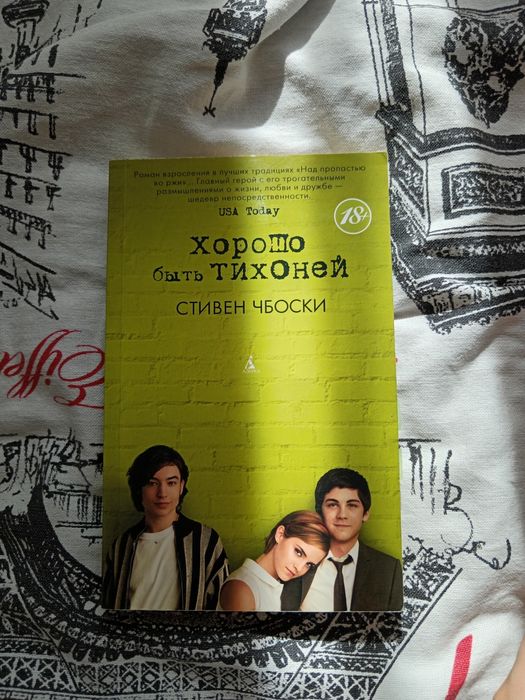 Роман взросления в лучших традициях «Над пропастью
во ржи»... Главный герой с его трогательными
размышлениями о жизни, любви и дружбе —
шедевр непосредственности.
USA Today
18+
хорошо
быть тихоней
СТИВЕН ЧБОСКИ
Eiffel